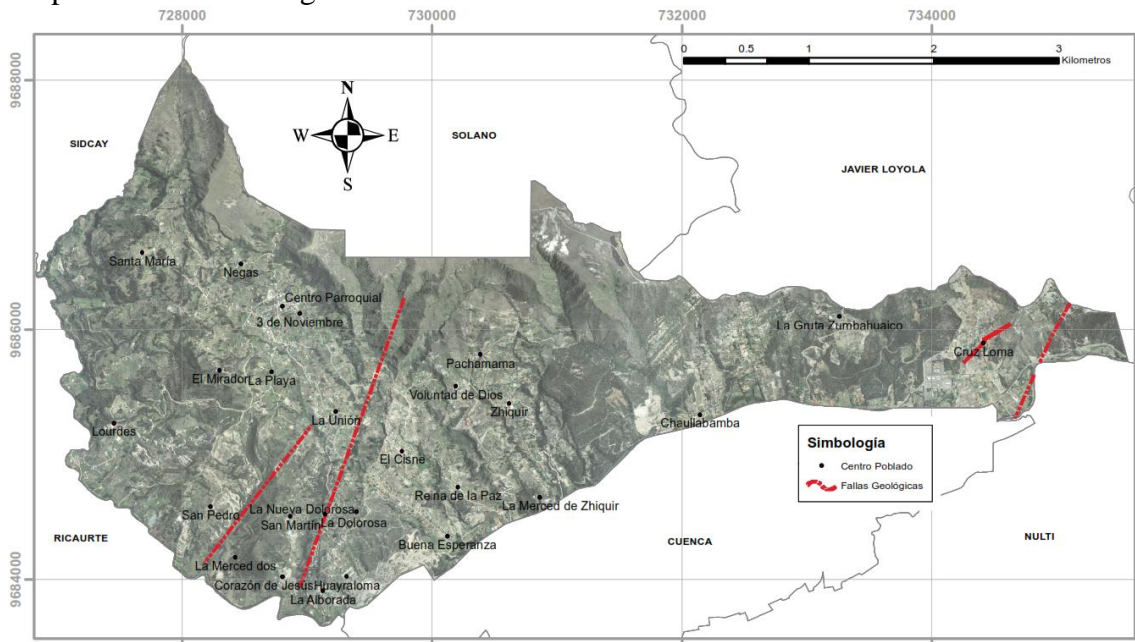 728000
730000
732000
734000
0
0.5
1
2
3
Kilometros
9688000
9686000
9684000
N
W
E
S
SIDCAY
SOLANO
JAVIER LOYOLA
Santa María
Negas
Centro Parroquial
3 de Noviembre
La Gruta Zumbahuaico
Cruz Loma
Pachamama
El Mirador
La Playa
Voluntad de Dios
Zhiquir
La Unión
Chaullabamba
Lourdes
El Cisne
Reina de la Paz
La Merced de Zhiquir
San Pedro
La Nueva Dolorosa
San Martín
La Dolorosa
Buena Esperanza
La Merced dos
Corazón de Jesús
Huayraloma
La Alborada
RICAURTE
CUENCA
NULTI
Simbología
Centro Poblado
Fallas Geológicas